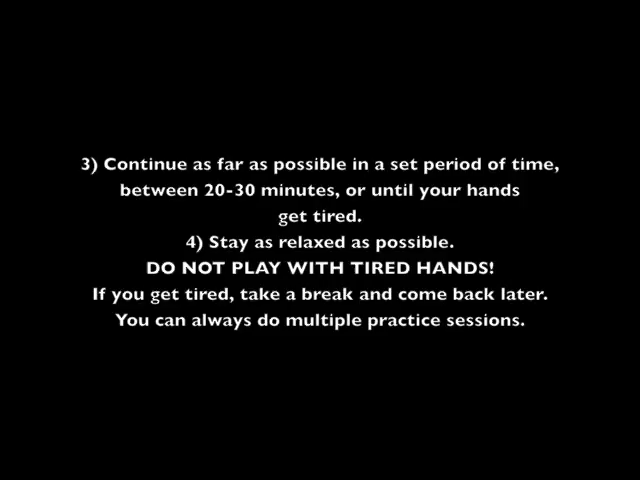 3) Continue as far as possible in a set period of time,
between 20-30 minutes, or until your hands
get tired.
4) Stay as relaxed as possible.
DO NOT PLAY WITH TIRED HANDS!
If you get tired, take a break and come back later.
You can always do multiple practice sessions.